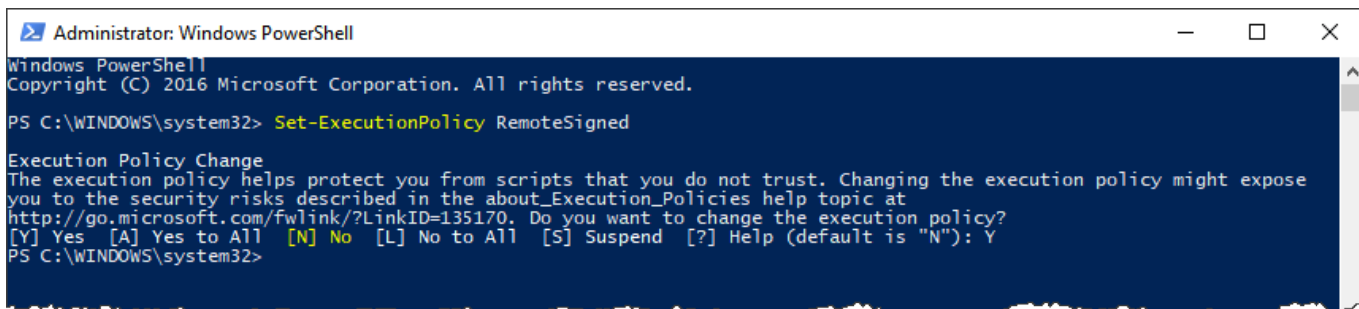 Administrator: Windows PowerShell
Windows PowerShell
Copyright (C) 2016 Microsoft Corporation. All rights reserved.
PS C:\WINDOWS\system32> Set-ExecutionPolicy RemoteSigned
Execution Policy Change
The execution policy helps protect you from scripts that you do not trust. Changing the execution policy might expose
you to the security risks described in the about_Execution_Policies help topic at
http://go.microsoft.com/fwlink/?LinkID=135170. Do you want to change the execution policy?
[Y] Yes  [A] Yes to All  [N] No  [L] No to All  [S] Suspend  [?] Help (default is "N"): Y
PS C:\WINDOWS\system32>